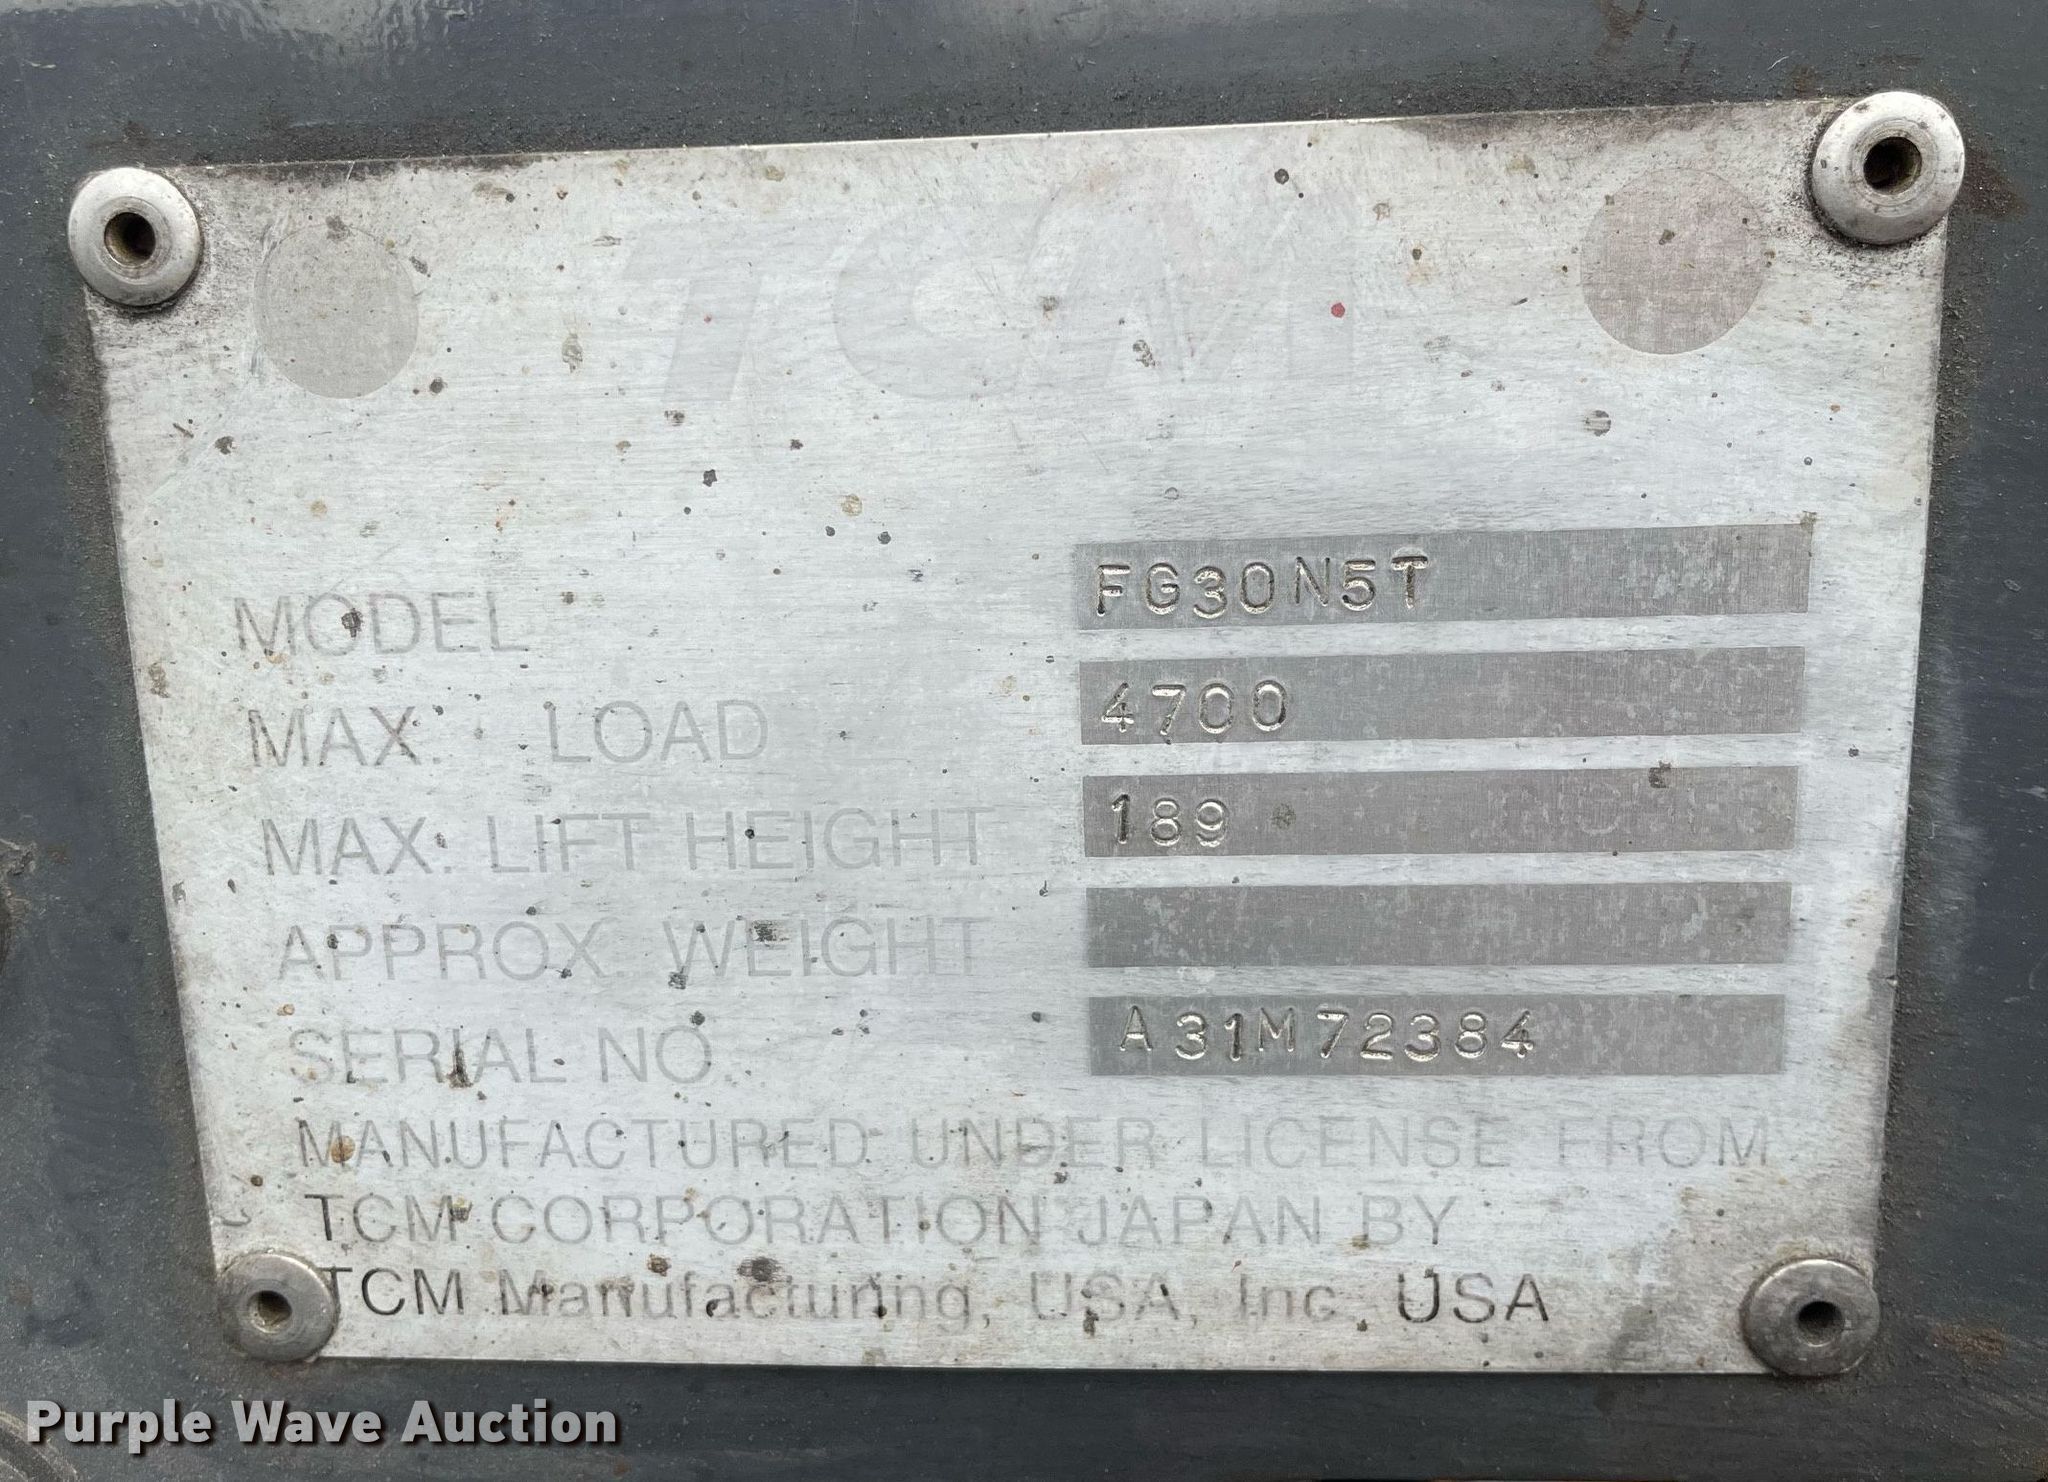 TCM
MODEL FG30N5T
MAX. LOAD 4700
MAX. LIFT HEIGHT 189
APPROX. WEIGHT
SERIAL NO. A31M72384
MANUFACTURED UNDER LICENSE FROM
TCM CORPORATION JAPAN BY
TCM Manufacturing, USA, Inc. USA
Purple Wave Auction